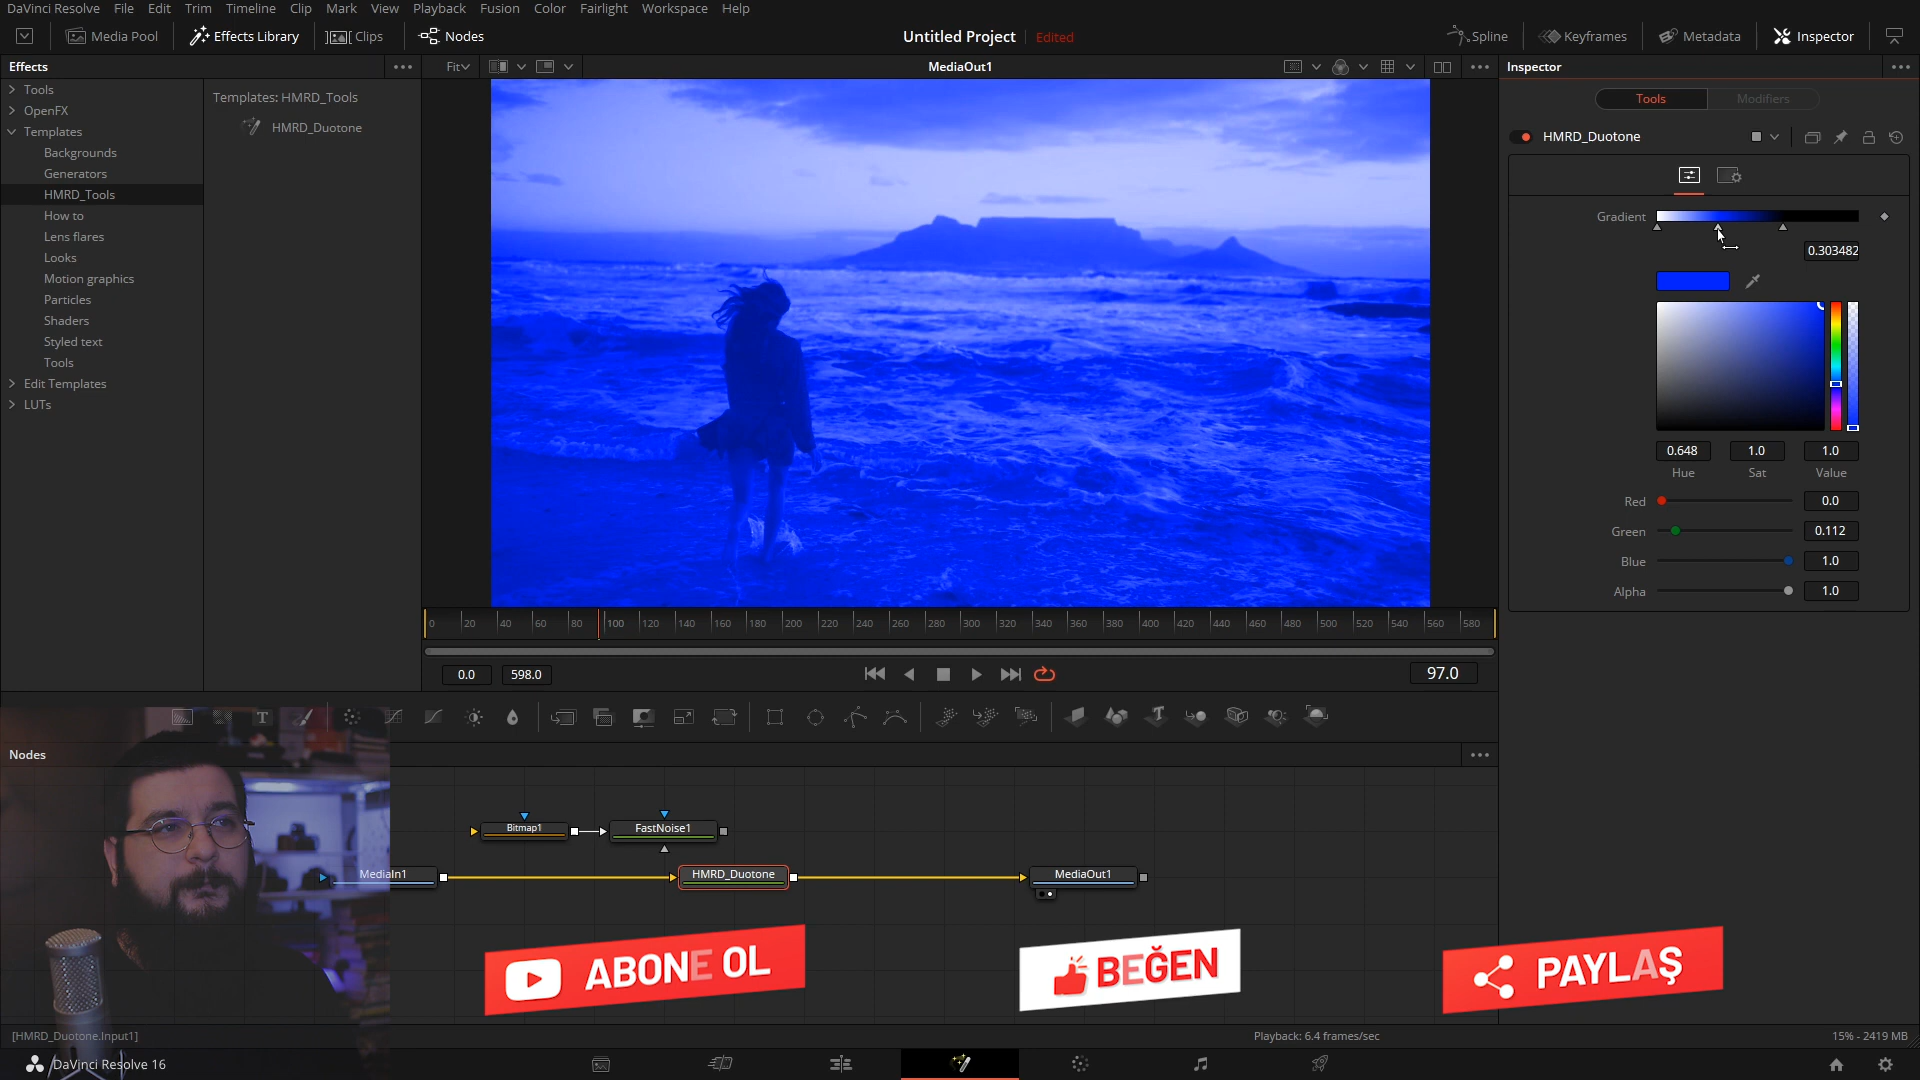 DaVinci Resolve File Edit Trim Timeline Clip Mark View Playback Fusion Color Fairlight Workspace Help
Media Pool Effects Library Clips Nodes Untitled Project Edited Spline Keyframes Metadata Inspector
Effects
Tools
OpenFX
Templates
Backgrounds
Generators
HMRD_Tools
How to
Lens flares
Looks
Motion graphics
Particles
Shaders
Styled text
Tools
Edit Templates
LUTs
Templates: HMRD_Tools
HMRD_Duotone
Fit MediaOut1
0 20 40 60 80 100 120 140 160 180 200 220 240 260 280 300 320 340 360 380 400 420 440 460 480 500 520 540 560 580
0.0 598.0 97.0
Inspector
Tools Modifiers
HMRD_Duotone
Gradient
0.303482
0.648 1.0 1.0
Hue Sat Value
Red 0.0
Green 0.112
Blue 1.0
Alpha 1.0
Nodes
Bitmap1 FastNoise1
MediaIn1 HMRD_Duotone MediaOut1
ABONE OL BEĞEN PAYLAŞ
[HMRD_Duotone.Input1] Playback: 6.4 frames/sec 15% - 2419 MB
DaVinci Resolve 16